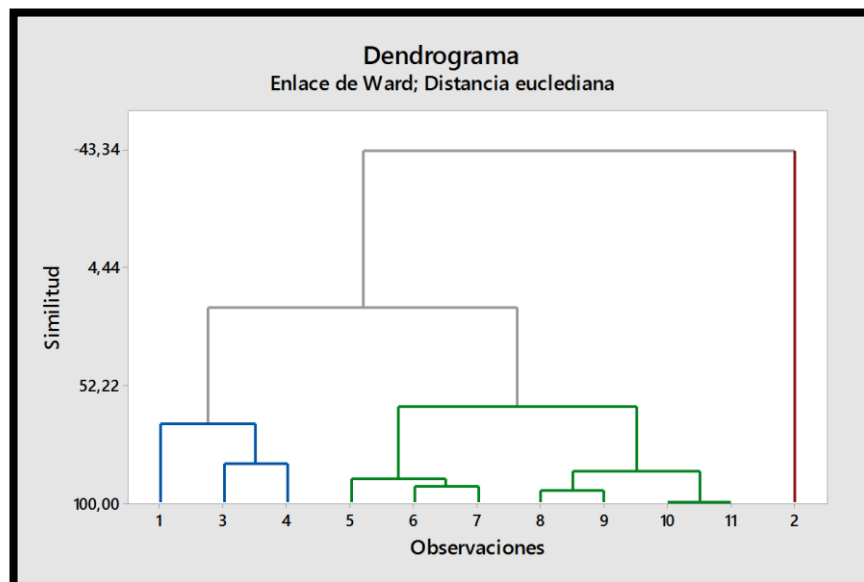 Dendrograma
Enlace de Ward; Distancia euclediana
-43,34
4,44
52,22
100,00
Similitud
1 3 4 5 6 7 8 9 10 11 2
Observaciones